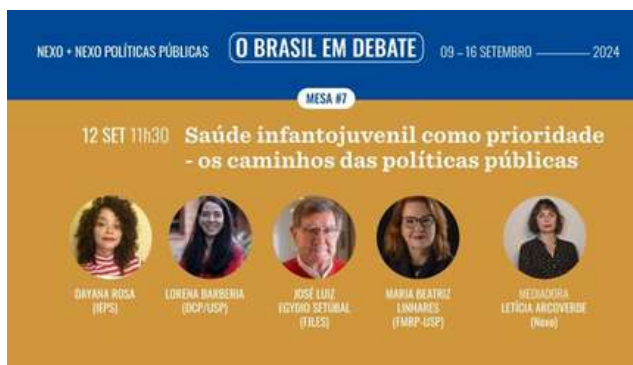 NEXO + NEXO POLÍTICAS PÚBLICAS
O BRASIL EM DEBATE
09 – 16 SETEMBRO ——— 2024
MESA #7
12 SET 11h30
Saúde infantojuvenil como prioridade
- os caminhos das políticas públicas
DAYANA ROSA
(IEPS)
LORENA BARBERIA
(DCP/USP)
JOSÉ LUIZ
EGYDIO SETÚBAL
(FJLES)
MARIA BEATRIZ
LINHARES
(FMRP-USP)
MEDIADORA
LETÍCIA ARCOVERDE
(Nexo)